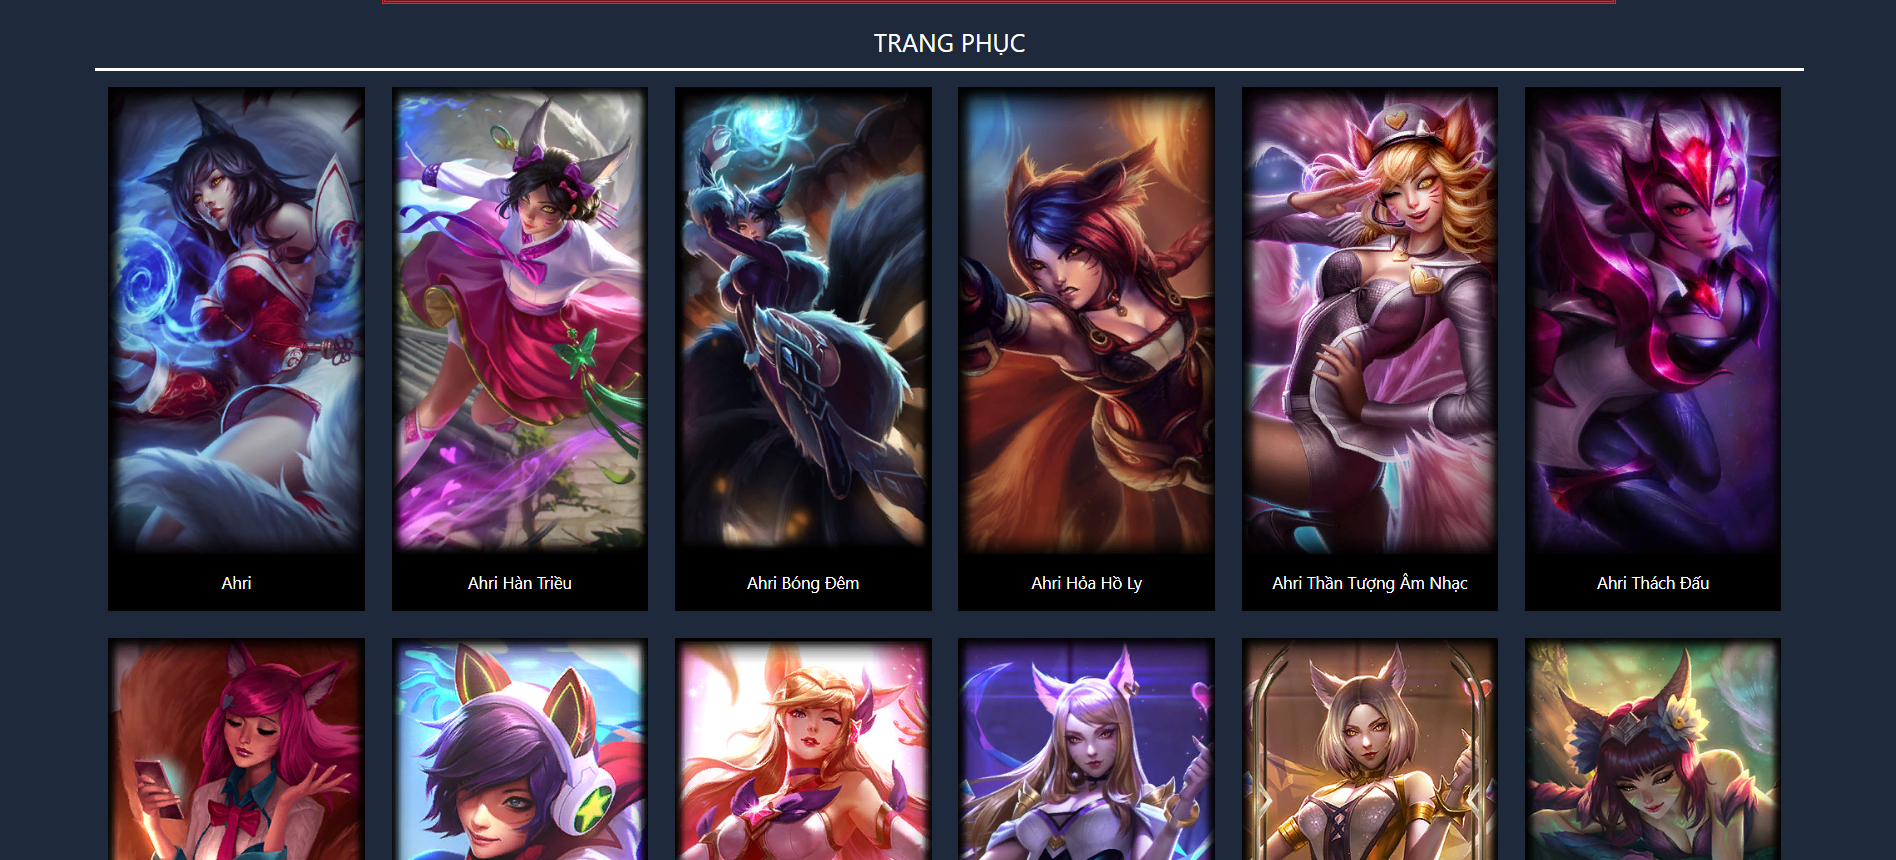 TRANG PHỤC
Ahri
Ahri Hàn Triều
Ahri Bóng Đêm
Ahri Hỏa Hồ Ly
Ahri Thần Tượng Âm Nhạc
Ahri Thách Đấu